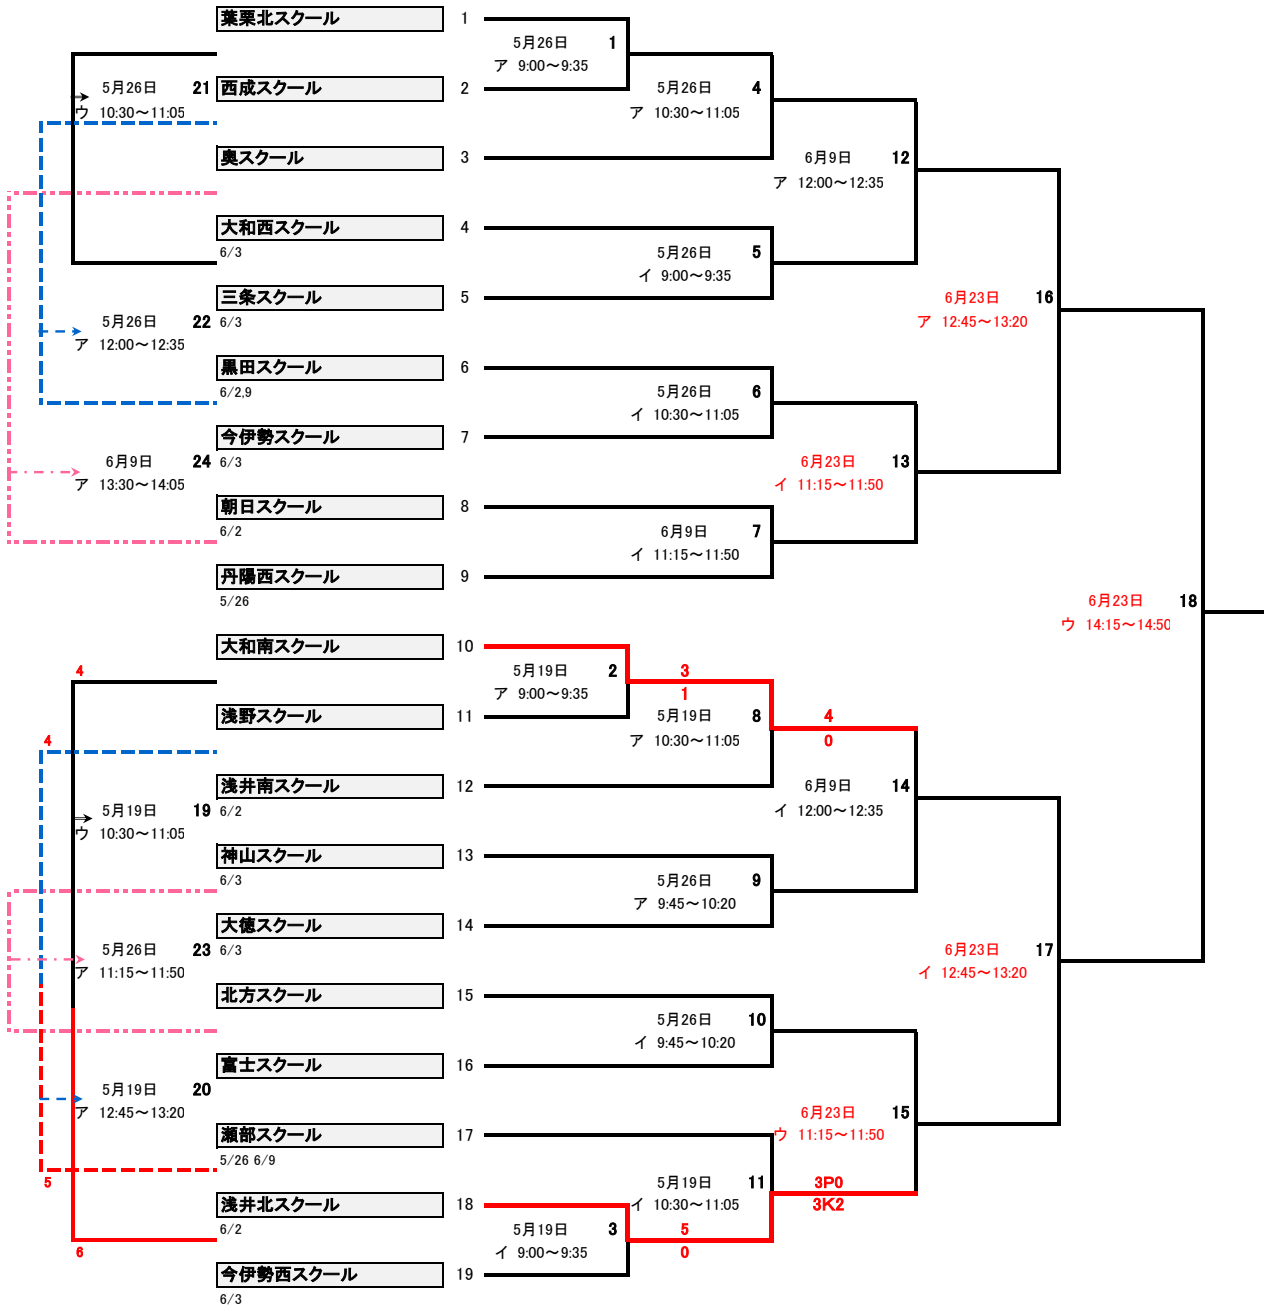 葉栗北スクール 1
5月26日 1
ア 9:00～9:35
5月26日 21
ウ 10:30～11:05
西成スクール 2
5月26日 4
ア 10:30～11:05
奥スクール 3
6月9日 12
ア 12:00～12:35
大和西スクール 4
6/3
5月26日 5
イ 9:00～9:35
三条スクール 5
6/3
6月23日 16
ア 12:45～13:20
5月26日 22
ア 12:00～12:35
黒田スクール 6
6/2,9
5月26日 6
イ 10:30～11:05
今伊勢スクール 7
6/3
6月9日 24
ア 13:30～14:05
6月23日 13
イ 11:15～11:50
朝日スクール 8
6/2
6月9日 7
イ 11:15～11:50
丹陽西スクール 9
5/26
6月23日 18
ウ 14:15～14:50
大和南スクール 10
4
5月19日 2
ア 9:00～9:35
3
1
浅野スクール 11
5月19日 8
ア 10:30～11:05
4
0
4
浅井南スクール 12
6/2
6月9日 14
イ 12:00～12:35
5月19日 19
ウ 10:30～11:05
神山スクール 13
6/3
5月26日 9
ア 9:45～10:20
大徳スクール 14
6/3
5月26日 23
ア 11:15～11:50
6月23日 17
イ 12:45～13:20
北方スクール 15
5月26日 10
イ 9:45～10:20
富士スクール 16
5月19日 20
ア 12:45～13:20
6月23日 15
ウ 11:15～11:50
瀬部スクール 17
5/26 6/9
5
5月19日 11
イ 10:30～11:05
3P0
3K2
浅井北スクール 18
6/2
5月19日 3
イ 9:00～9:35
5
0
6
今伊勢西スクール 19
6/3